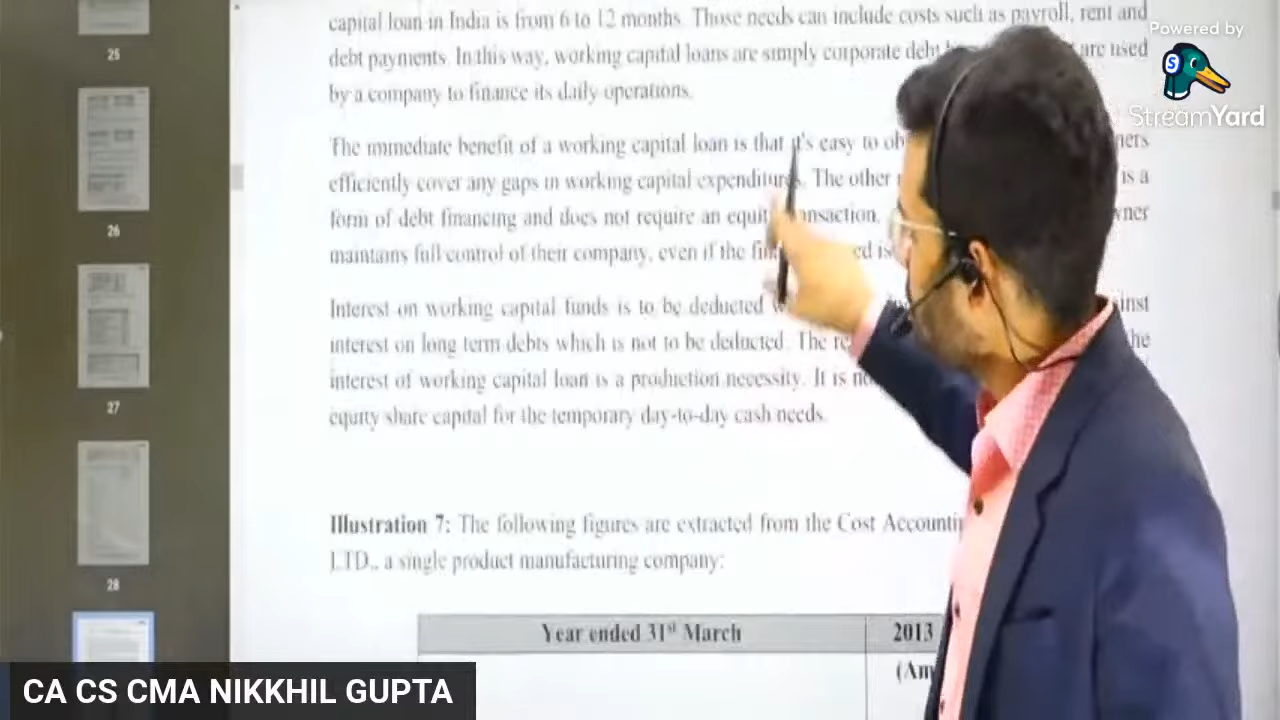 capital loan in India is from 6 to 12 months. Those needs can include costs such as payroll, rent and
debt payments. In this way, working capital loans are simply corporate debt are used
by a company to finance its daily operations.
The immediate benefit of a working capital loan is that it's easy to
efficiently cover any gaps in working capital expenditures. The other is a
form of debt financing and does not require an
maintains full control of their company, even if the is
Interest on working capital funds is to be deducted
interest on long term debts which is not to be deducted. The
interest of working capital loan is a production necessity. It is
equity share capital for the temporary day-to-day cash needs.
Illustration 7: The following figures are extracted from the Cost
LTD., a single product manufacturing company:
Year ended 31st March 2013
25
26
27
28
Powered by
S
StreamYard
CA CS CMA NIKKHIL GUPTA